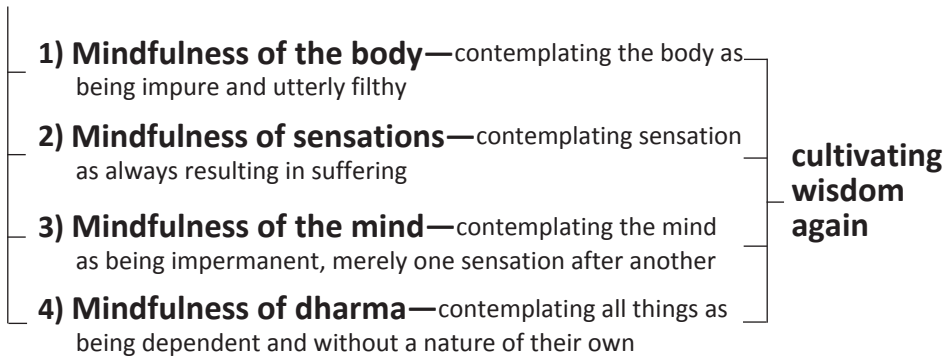 1) Mindfulness of the body—contemplating the body as
being impure and utterly filthy
2) Mindfulness of sensations—contemplating sensation
as always resulting in suffering
3) Mindfulness of the mind—contemplating the mind
as being impermanent, merely one sensation after another
4) Mindfulness of dharma—contemplating all things as
being dependent and without a nature of their own
cultivating
wisdom
again